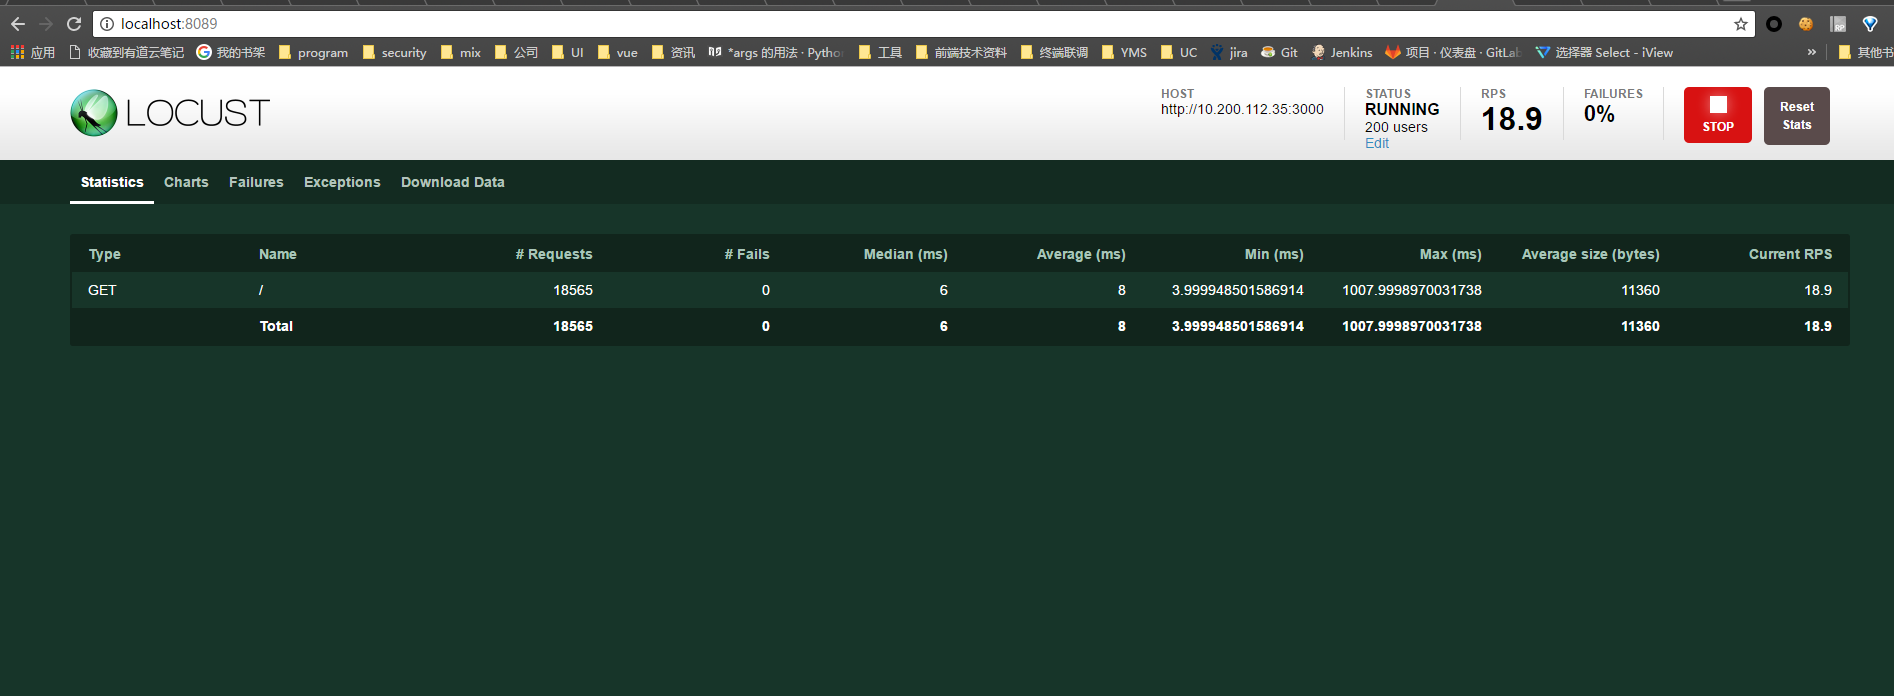 localhost:8089
应用 收藏到有道云笔记 我的书架 program security mix 公司 UI vue 资讯 *args 的用法 · Pytho 工具 前端技术资料 终端联调 YMS UC jira Git Jenkins 项目 · 仪表盘 · GitLab 选择器 Select - iView » 其他书
LOCUST
HOST
http://10.200.112.35:3000
STATUS
RUNNING
200 users
Edit
RPS
18.9
FAILURES
0%
STOP
Reset
Stats
Statistics Charts Failures Exceptions Download Data
Type Name # Requests # Fails Median (ms) Average (ms) Min (ms) Max (ms) Average size (bytes) Current RPS
GET / 18565 0 6 8 3.999948501586914 1007.9998970031738 11360 18.9
Total 18565 0 6 8 3.999948501586914 1007.9998970031738 11360 18.9